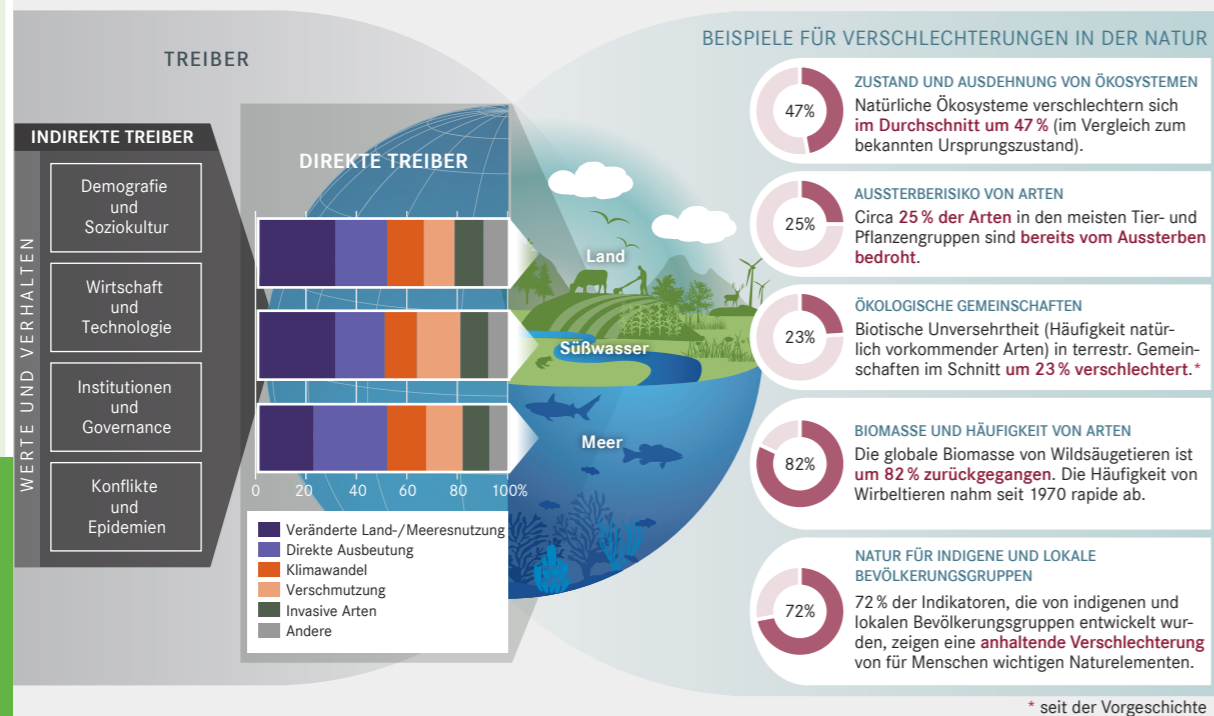 TREIBER
INDIREKTE TREIBER
WERTE UND VERHALTEN
Demografie
und
Soziokultur
Wirtschaft
und
Technologie
Institutionen
und
Governance
Konflikte
und
Epidemien
DIREKTE TREIBER
0 20 40 60 80 100%
Veränderte Land-/Meeresnutzung
Direkte Ausbeutung
Klimawandel
Verschmutzung
Invasive Arten
Andere
Land
Süßwasser
Meer
BEISPIELE FÜR VERSCHLECHTERUNGEN IN DER NATUR
47%
ZUSTAND UND AUSDEHNUNG VON ÖKOSYSTEMEN
Natürliche Ökosysteme verschlechtern sich
im Durchschnitt um 47 % (im Vergleich zum
bekannten Ursprungszustand).
25%
AUSSTERBERISIKO VON ARTEN
Circa 25 % der Arten in den meisten Tier- und
Pflanzengruppen sind bereits vom Aussterben
bedroht.
23%
ÖKOLOGISCHE GEMEINSCHAFTEN
Biotische Unversehrtheit (Häufigkeit natür-
lich vorkommender Arten) in terrestr. Gemein-
schaften im Schnitt um 23 % verschlechtert.*
82%
BIOMASSE UND HÄUFIGKEIT VON ARTEN
Die globale Biomasse von Wildsäugetieren ist
um 82 % zurückgegangen. Die Häufigkeit von
Wirbeltieren nahm seit 1970 rapide ab.
72%
NATUR FÜR INDIGENE UND LOKALE
BEVÖLKERUNGSGRUPPEN
72 % der Indikatoren, die von indigenen und
lokalen Bevölkerungsgruppen entwickelt wur-
den, zeigen eine anhaltende Verschlechterung
von für Menschen wichtigen Naturelementen.
* seit der Vorgeschichte